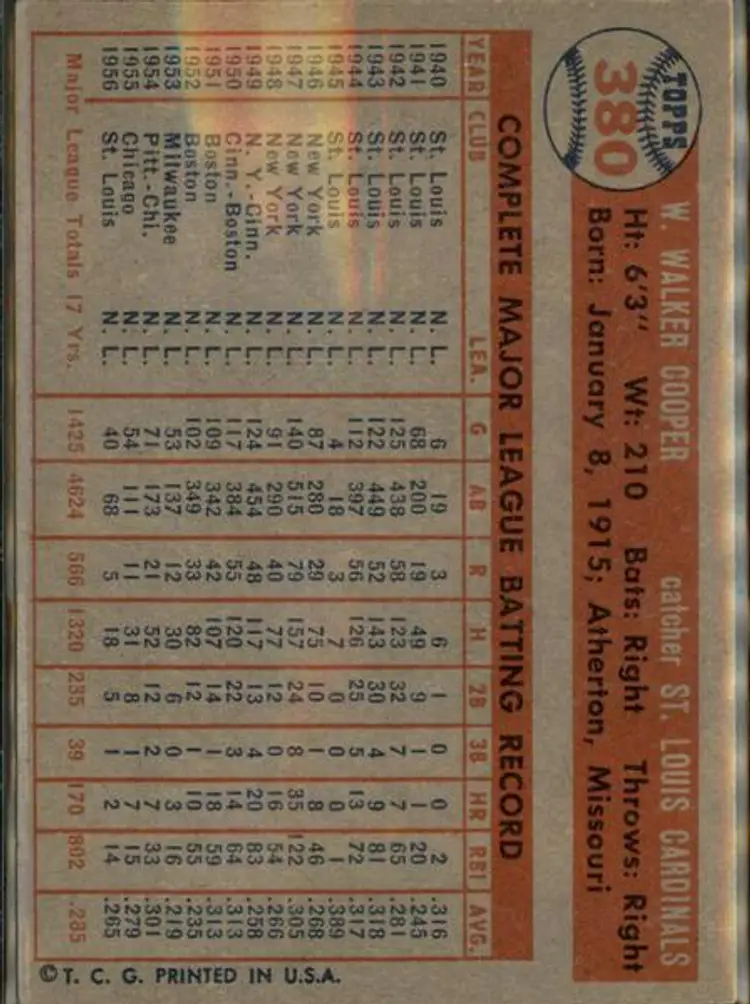 TOPPS
380
W. WALKER COOPER catcher ST. LOUIS CARDINALS
Ht: 6'3" Wt: 210 Bats: Right Throws: Right
Born: January 8, 1915; Atherton, Missouri
COMPLETE MAJOR LEAGUE BATTING RECORD
YEAR CLUB LEA. G AB R H 2B 3B HR RBI AVG.
1940 St. Louis N. L. 6 19 3 6 1 0 0 2 .316
1941 St. Louis N. L. 68 200 19 49 9 1 1 20 .245
1942 St. Louis N. L. 125 438 58 123 32 7 7 65 .281
1943 St. Louis N. L. 122 449 52 143 30 4 9 81 .318
1944 St. Louis N. L. 112 397 56 126 25 5 13 72 .317
1945 St. Louis N. L. 4 18 3 7 0 0 0 1 .389
1946 New York N. L. 87 280 29 75 10 1 8 46 .268
1947 New York N. L. 140 515 79 157 24 8 35 122 .305
1948 New York N. L. 91 290 40 77 12 0 16 54 .266
1949 N. Y.-Cinn. N. L. 124 454 48 117 13 4 20 83 .258
1950 Cinn.-Boston N. L. 117 384 55 120 22 3 14 64 .313
1951 Boston N. L. 109 342 42 107 14 1 18 59 .313
1952 Boston N. L. 102 349 33 82 12 1 10 55 .235
1953 Milwaukee N. L. 53 137 12 30 6 0 3 16 .219
1954 Pitt.-Chi. N. L. 71 173 21 52 12 2 7 33 .301
1955 Chicago N. L. 54 111 11 31 8 1 7 15 .279
1956 St. Louis N. L. 40 68 5 18 5 1 2 14 .265
Major League Totals 17 Yrs. 1425 4624 566 1320 235 39 170 802 .285
© T. C. G. PRINTED IN U.S.A.